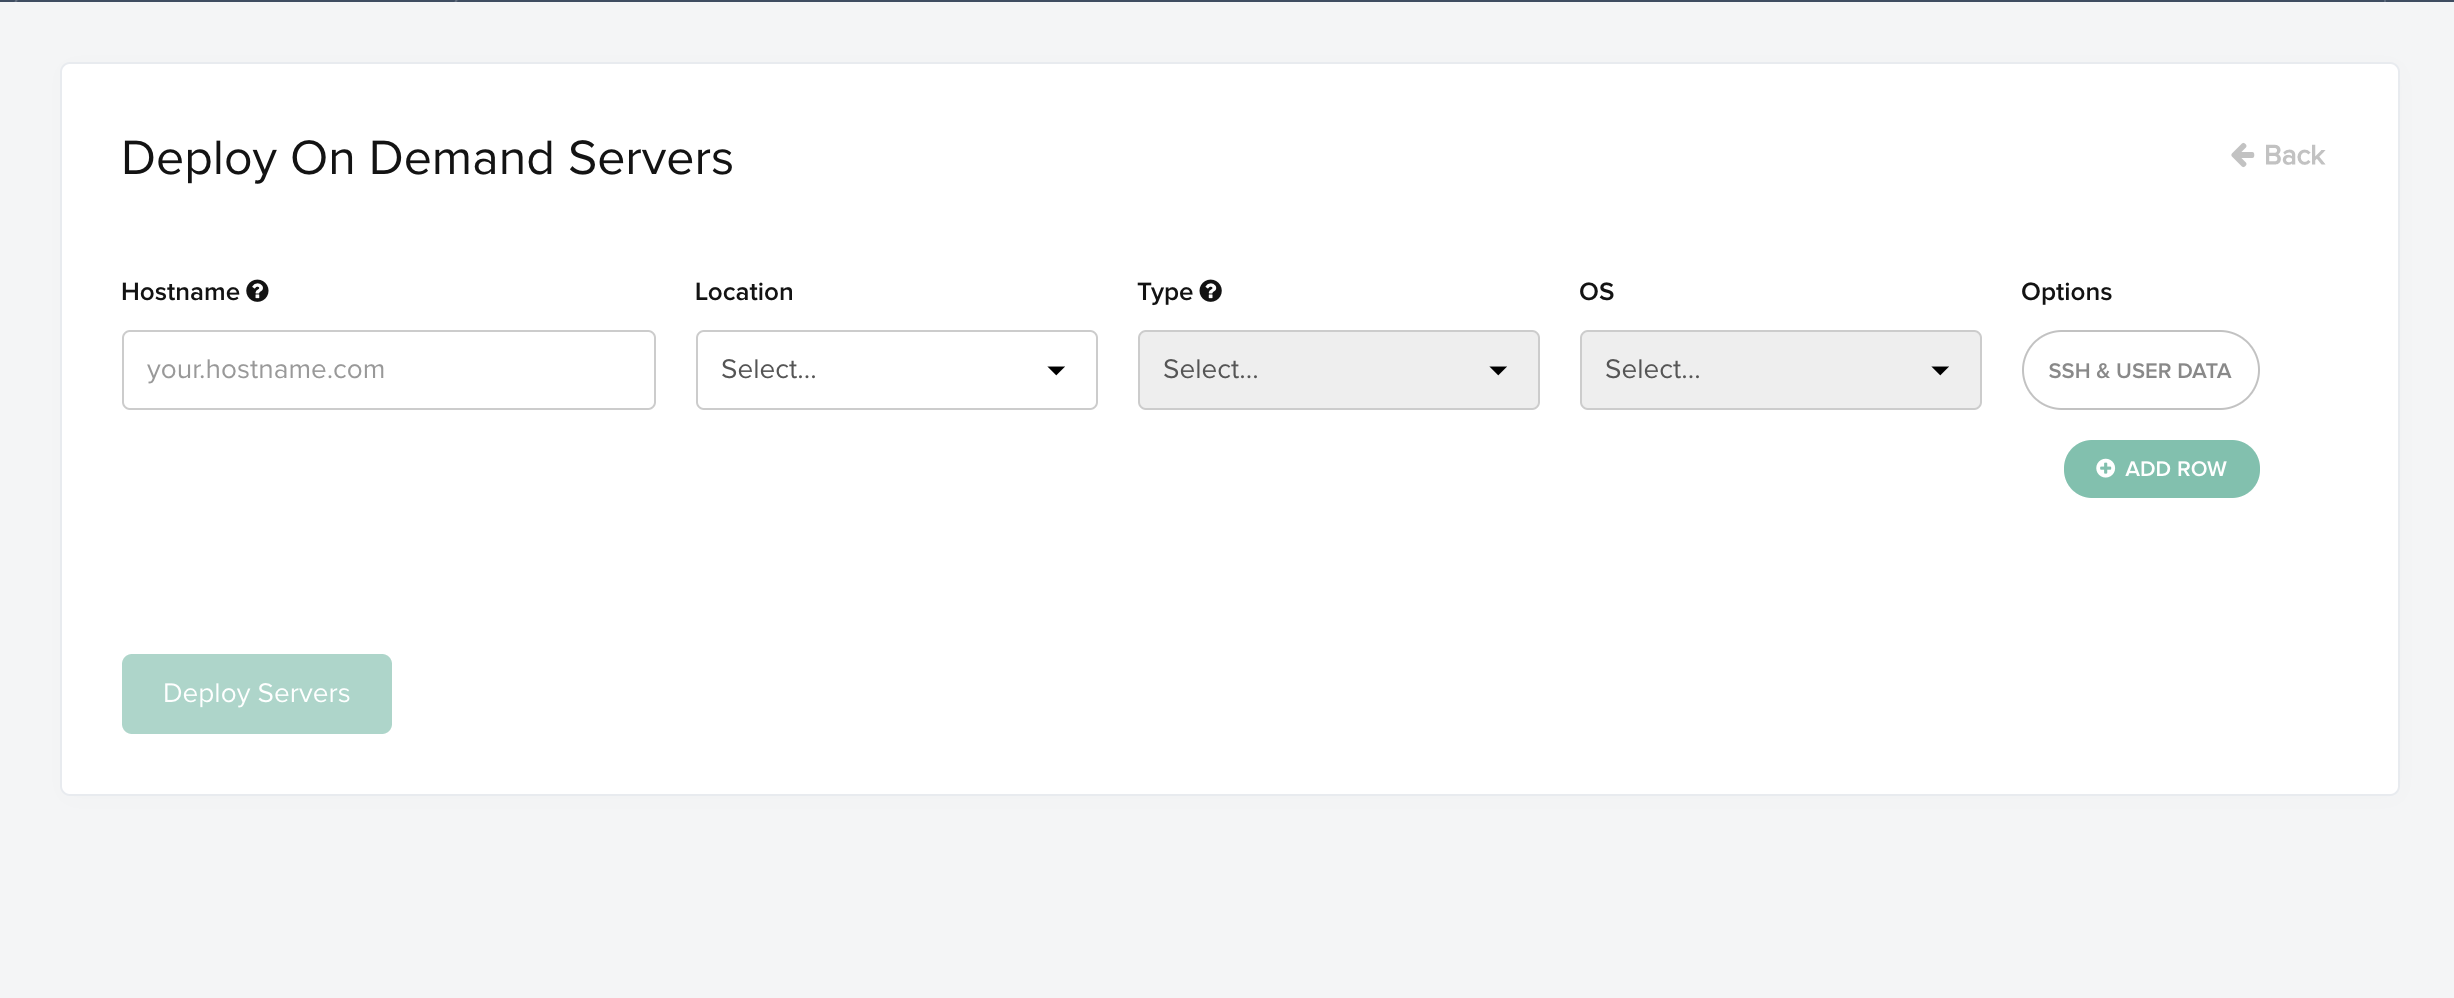 Deploy On Demand Servers
Back
Hostname
Location
Type
OS
Options
your.hostname.com
Select...
Select...
Select...
SSH & USER DATA
ADD ROW
Deploy Servers